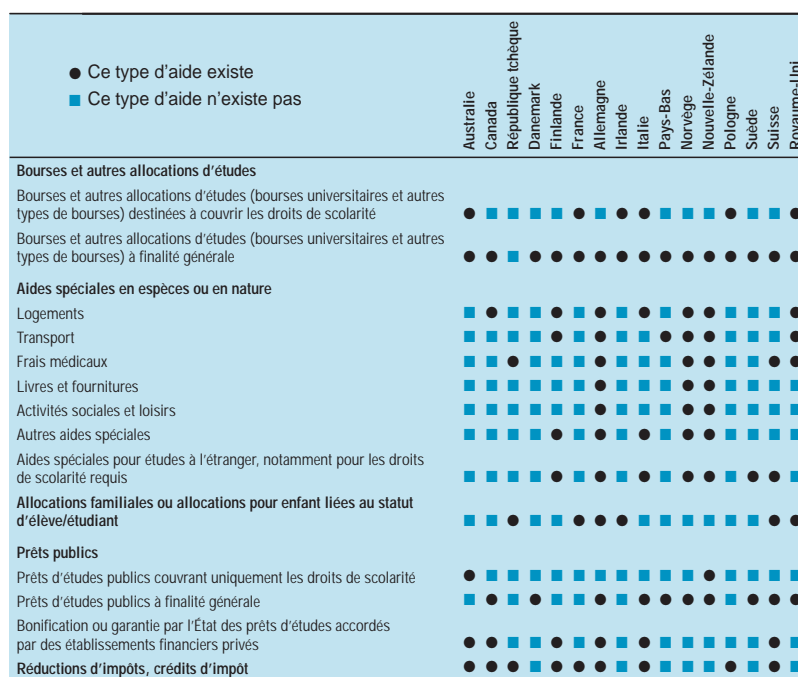 ● Ce type d'aide existe
■ Ce type d'aide n'existe pas
Australie
Canada
République tchèque
Danemark
Finlande
France
Allemagne
Irlande
Italie
Pays-Bas
Norvège
Nouvelle-Zélande
Pologne
Suède
Suisse
Royaume-Uni
Bourses et autres allocations d'études
Bourses et autres allocations d'études (bourses universitaires et autres
types de bourses) destinées à couvrir les droits de scolarité
Bourses et autres allocations d'études (bourses universitaires et autres
types de bourses) à finalité générale
Aides spéciales en espèces ou en nature
Logements
Transport
Frais médicaux
Livres et fournitures
Activités sociales et loisirs
Autres aides spéciales
Aides spéciales pour études à l'étranger, notamment pour les droits
de scolarité requis
Allocations familiales ou allocations pour enfant liées au statut
d'élève/étudiant
Prêts publics
Prêts d'études publics couvrant uniquement les droits de scolarité
Prêts d'études publics à finalité générale
Bonification ou garantie par l'État des prêts d'études accordés
par des établissements financiers privés
Réductions d'impôts, crédits d'impôt